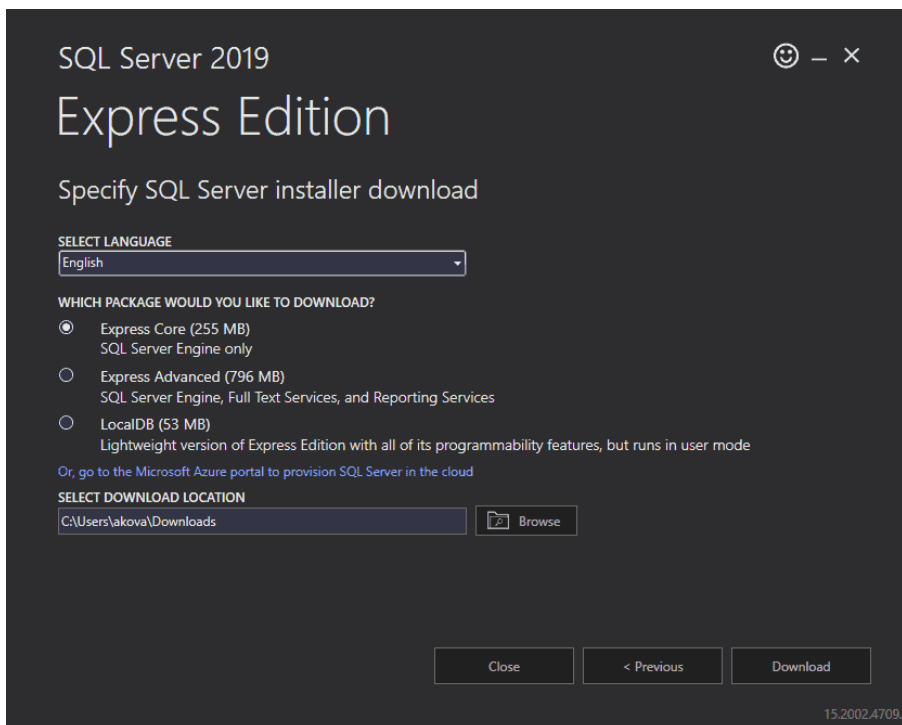 SQL Server 2019
Express Edition
Specify SQL Server installer download
SELECT LANGUAGE
English
WHICH PACKAGE WOULD YOU LIKE TO DOWNLOAD?
Express Core (255 MB)
SQL Server Engine only
Express Advanced (796 MB)
SQL Server Engine, Full Text Services, and Reporting Services
LocalDB (53 MB)
Lightweight version of Express Edition with all of its programmability features, but runs in user mode
Or, go to the Microsoft Azure portal to provision SQL Server in the cloud
SELECT DOWNLOAD LOCATION
C:\Users\akova\Downloads
Browse
Close
< Previous
Download
15.2002.4709.